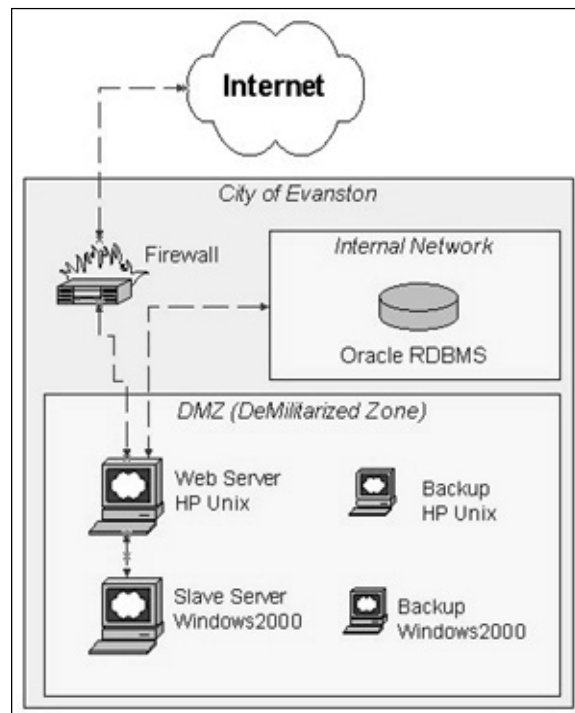 Internet
City of Evanston
Firewall
Internal Network
Oracle RDBMS
DMZ (DeMilitarized Zone)
Web Server
HP Unix
Backup
HP Unix
Slave Server
Windows2000
Backup
Windows2000